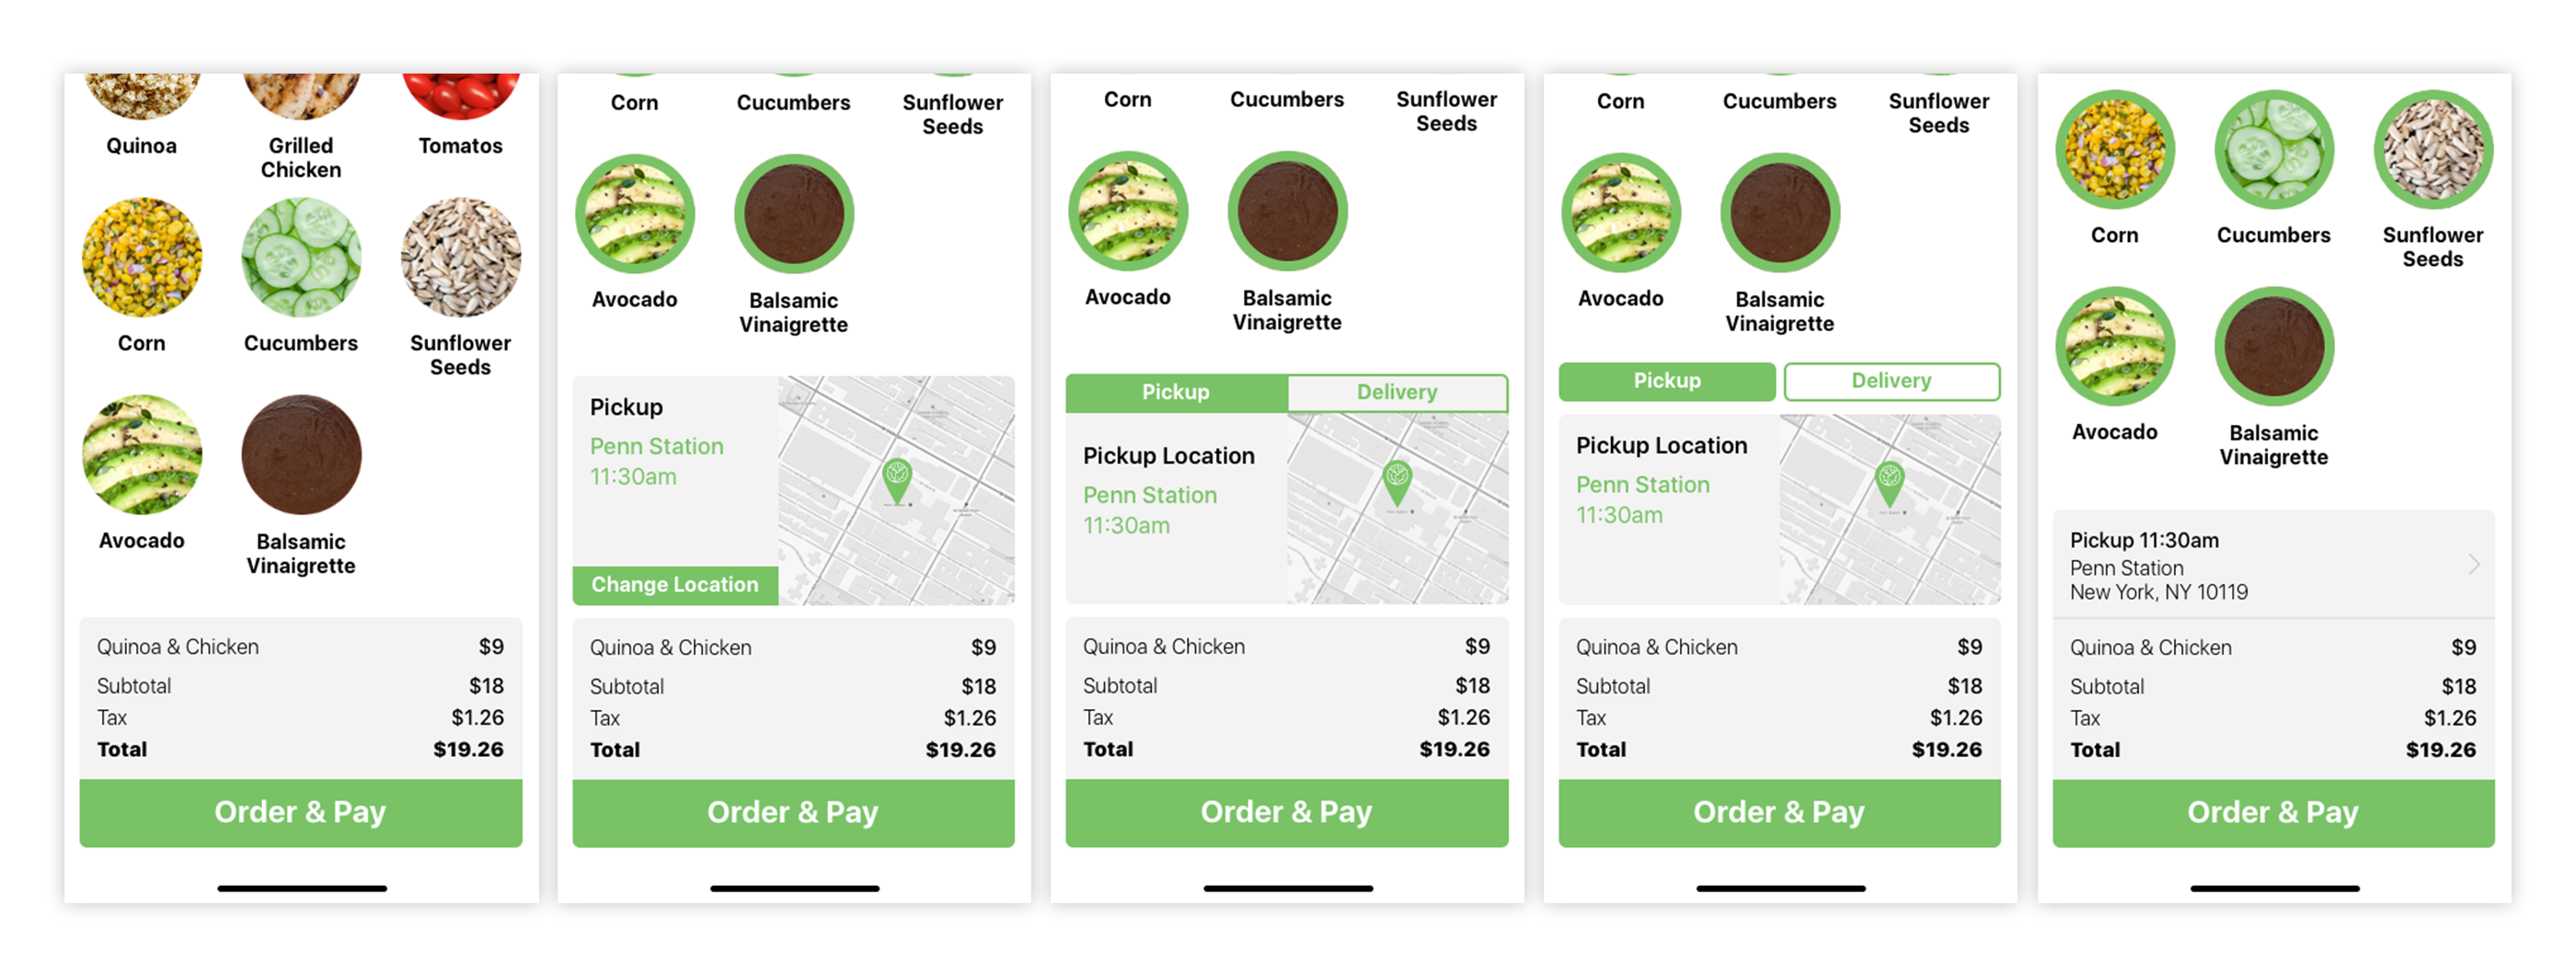 Quinoa
Grilled
Chicken
Tomatos
Corn
Cucumbers
Sunflower
Seeds
Avocado
Balsamic
Vinaigrette
Quinoa & Chicken $9
Subtotal $18
Tax $1.26
Total $19.26
Order & Pay
Corn
Cucumbers
Sunflower
Seeds
Avocado
Balsamic
Vinaigrette
Pickup
Penn Station
11:30am
Change Location
Quinoa & Chicken $9
Subtotal $18
Tax $1.26
Total $19.26
Order & Pay
Corn
Cucumbers
Sunflower
Seeds
Avocado
Balsamic
Vinaigrette
Pickup
Delivery
Pickup Location
Penn Station
11:30am
Quinoa & Chicken $9
Subtotal $18
Tax $1.26
Total $19.26
Order & Pay
Corn
Cucumbers
Sunflower
Seeds
Avocado
Balsamic
Vinaigrette
Pickup
Delivery
Pickup Location
Penn Station
11:30am
Quinoa & Chicken $9
Subtotal $18
Tax $1.26
Total $19.26
Order & Pay
Corn
Cucumbers
Sunflower
Seeds
Avocado
Balsamic
Vinaigrette
Pickup 11:30am
Penn Station
New York, NY 10119
Quinoa & Chicken $9
Subtotal $18
Tax $1.26
Total $19.26
Order & Pay